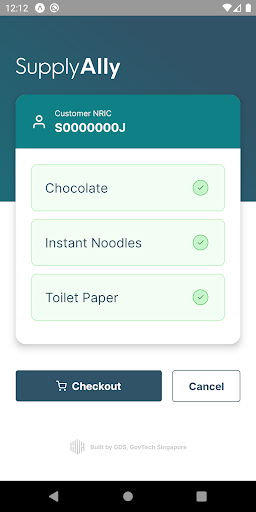 12:12
SupplyAlly
Customer NRIC
S0000000J
Chocolate
Instant Noodles
Toilet Paper
Checkout
Cancel
Built by GDS, GovTech Singapore